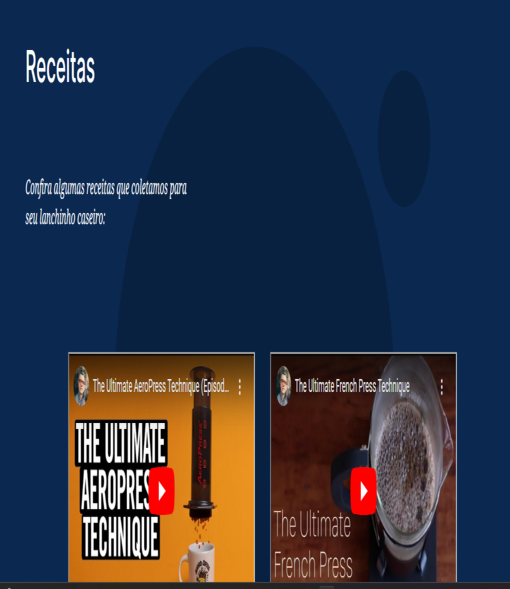 Receitas
Confira algumas receitas que coletamos para
seu lanchinho caseiro:
The Ultimate AeroPress Technique (Episod...
THE ULTIMATE
AEROPRES
TECHNIQUE
The Ultimate French Press Technique
The Ultimate
French Press